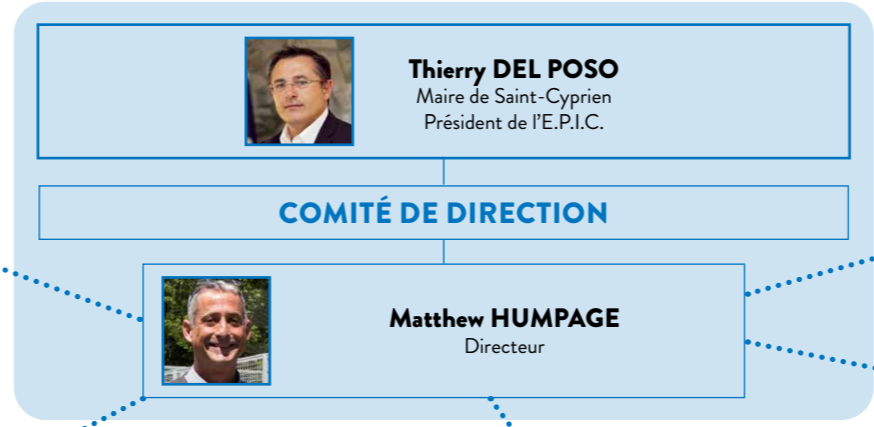 Thierry DEL POSO
Maire de Saint-Cyprien
Président de l'E.P.I.C.
COMITÉ DE DIRECTION
Matthew HUMPAGE
Directeur